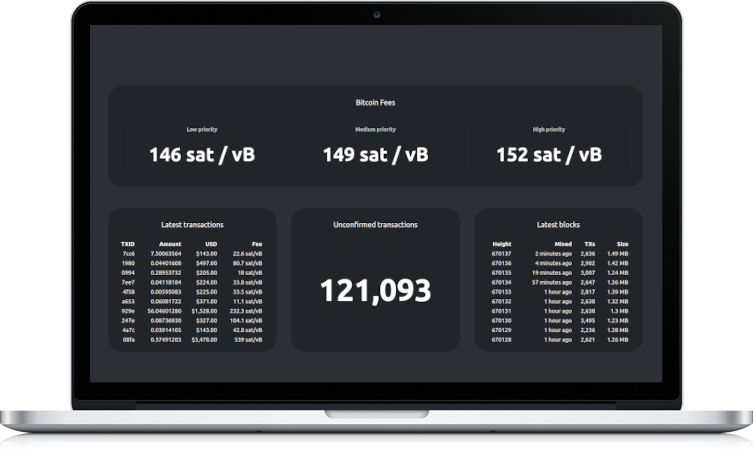 Bitcoin Fees
Low priority
Medium priority
High priority
146 sat / vB
149 sat / vB
152 sat / vB
Latest transactions
TXID Amount USD Fee
7cc6 7.50063564 $143.00 22.6 sat/vB
1980 0.04401608 $497.00 80.7 sat/vB
0994 0.28953732 $205.00 18 sat/vB
7ee7 0.04118184 $224.00 33.8 sat/vB
4f58 0.00595083 $225.00 33.5 sat/vB
a653 0.06081722 $371.00 11.1 sat/vB
929e 56.04601280 $1,528.00 232.3 sat/vB
247e 0.08736930 $327.00 104.1 sat/vB
4a7c 0.03914105 $143.00 42.8 sat/vB
08fa 0.57491203 $3,478.00 539 sat/vB
Unconfirmed transactions
121,093
Latest blocks
Height Mined TXs Size
670137 2 minutes ago 2,636 1.49 MB
670136 4 minutes ago 2,902 1.42 MB
670135 19 minutes ago 3,007 1.24 MB
670134 57 minutes ago 2,647 1.26 MB
670133 1 hour ago 2,817 1.39 MB
670132 1 hour ago 2,638 1.32 MB
670131 1 hour ago 2,638 1.3 MB
670130 1 hour ago 3,495 1.23 MB
670129 1 hour ago 2,236 1.28 MB
670128 1 hour ago 2,621 1.26 MB